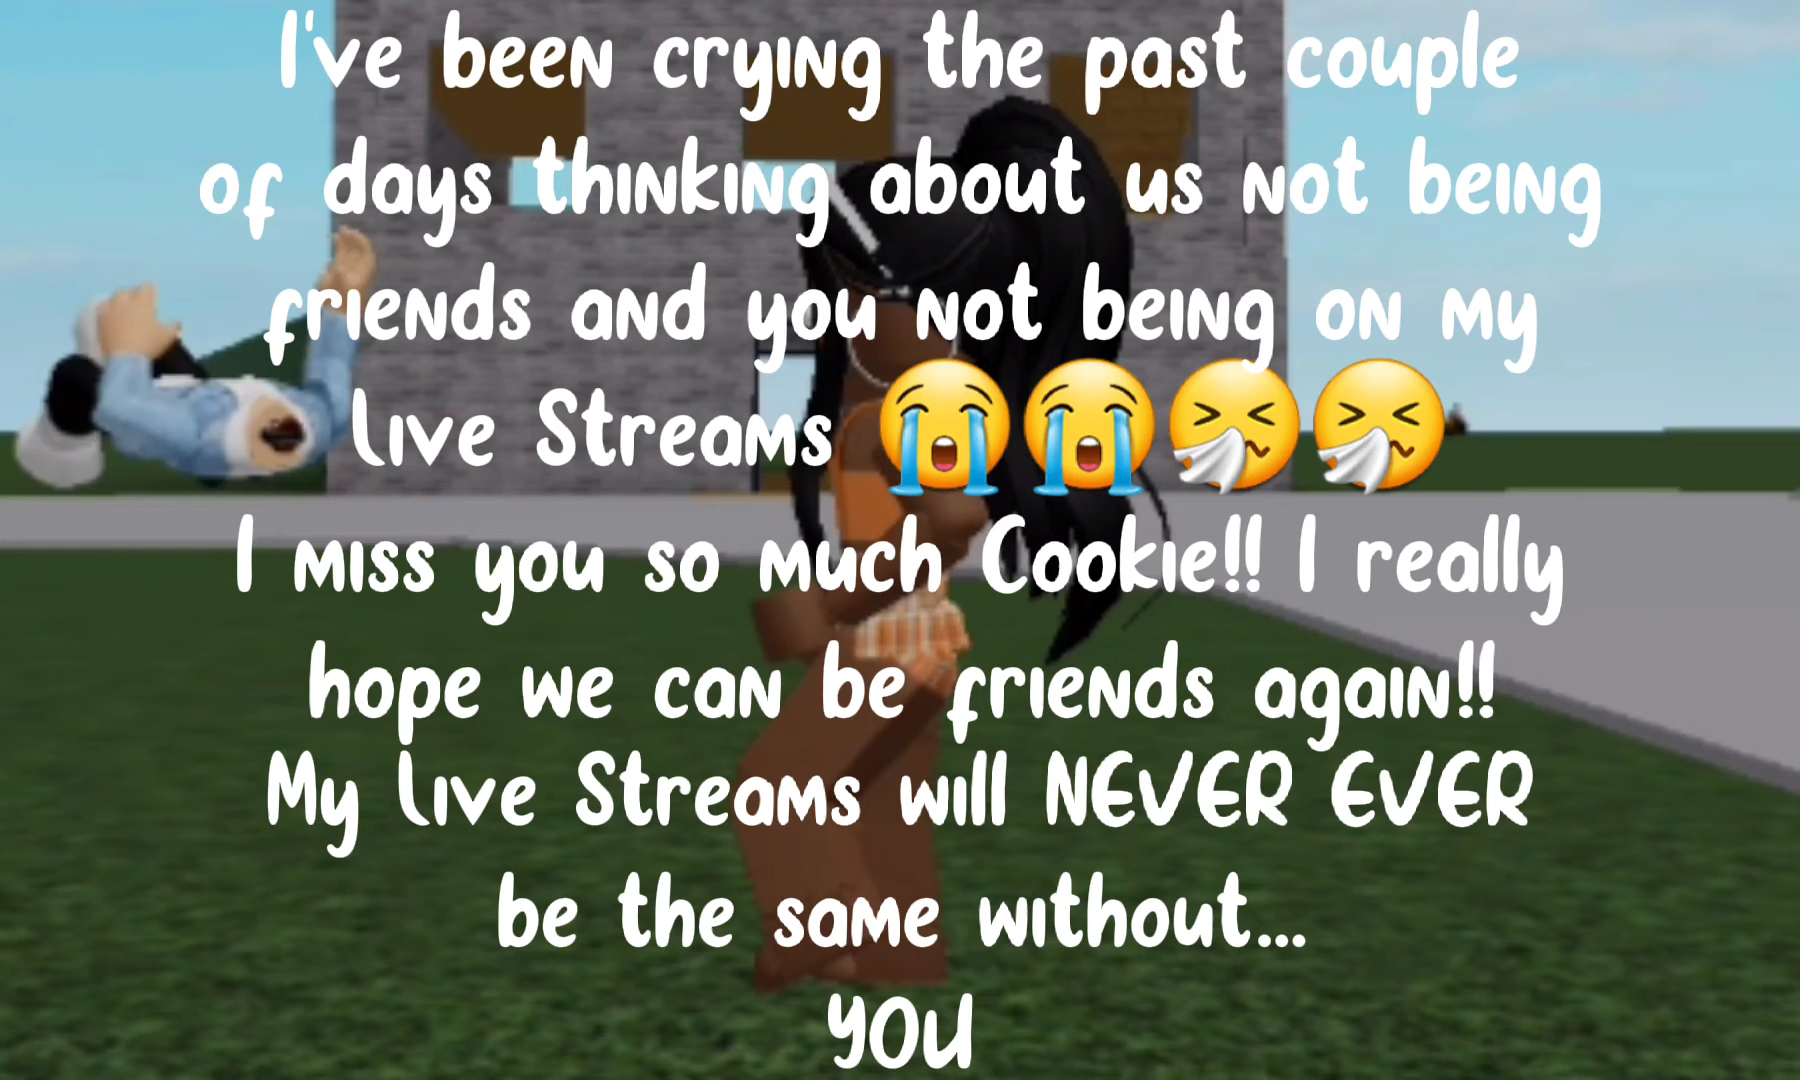 I've been crying the past couple
of days thinking about us not being
friends and you not being on my
Live Streams 😭😭🤧🤧
I miss you so much Cookie!! I really
hope we can be friends again!!
My Live Streams will NEVER EVER
be the same without...
YOU